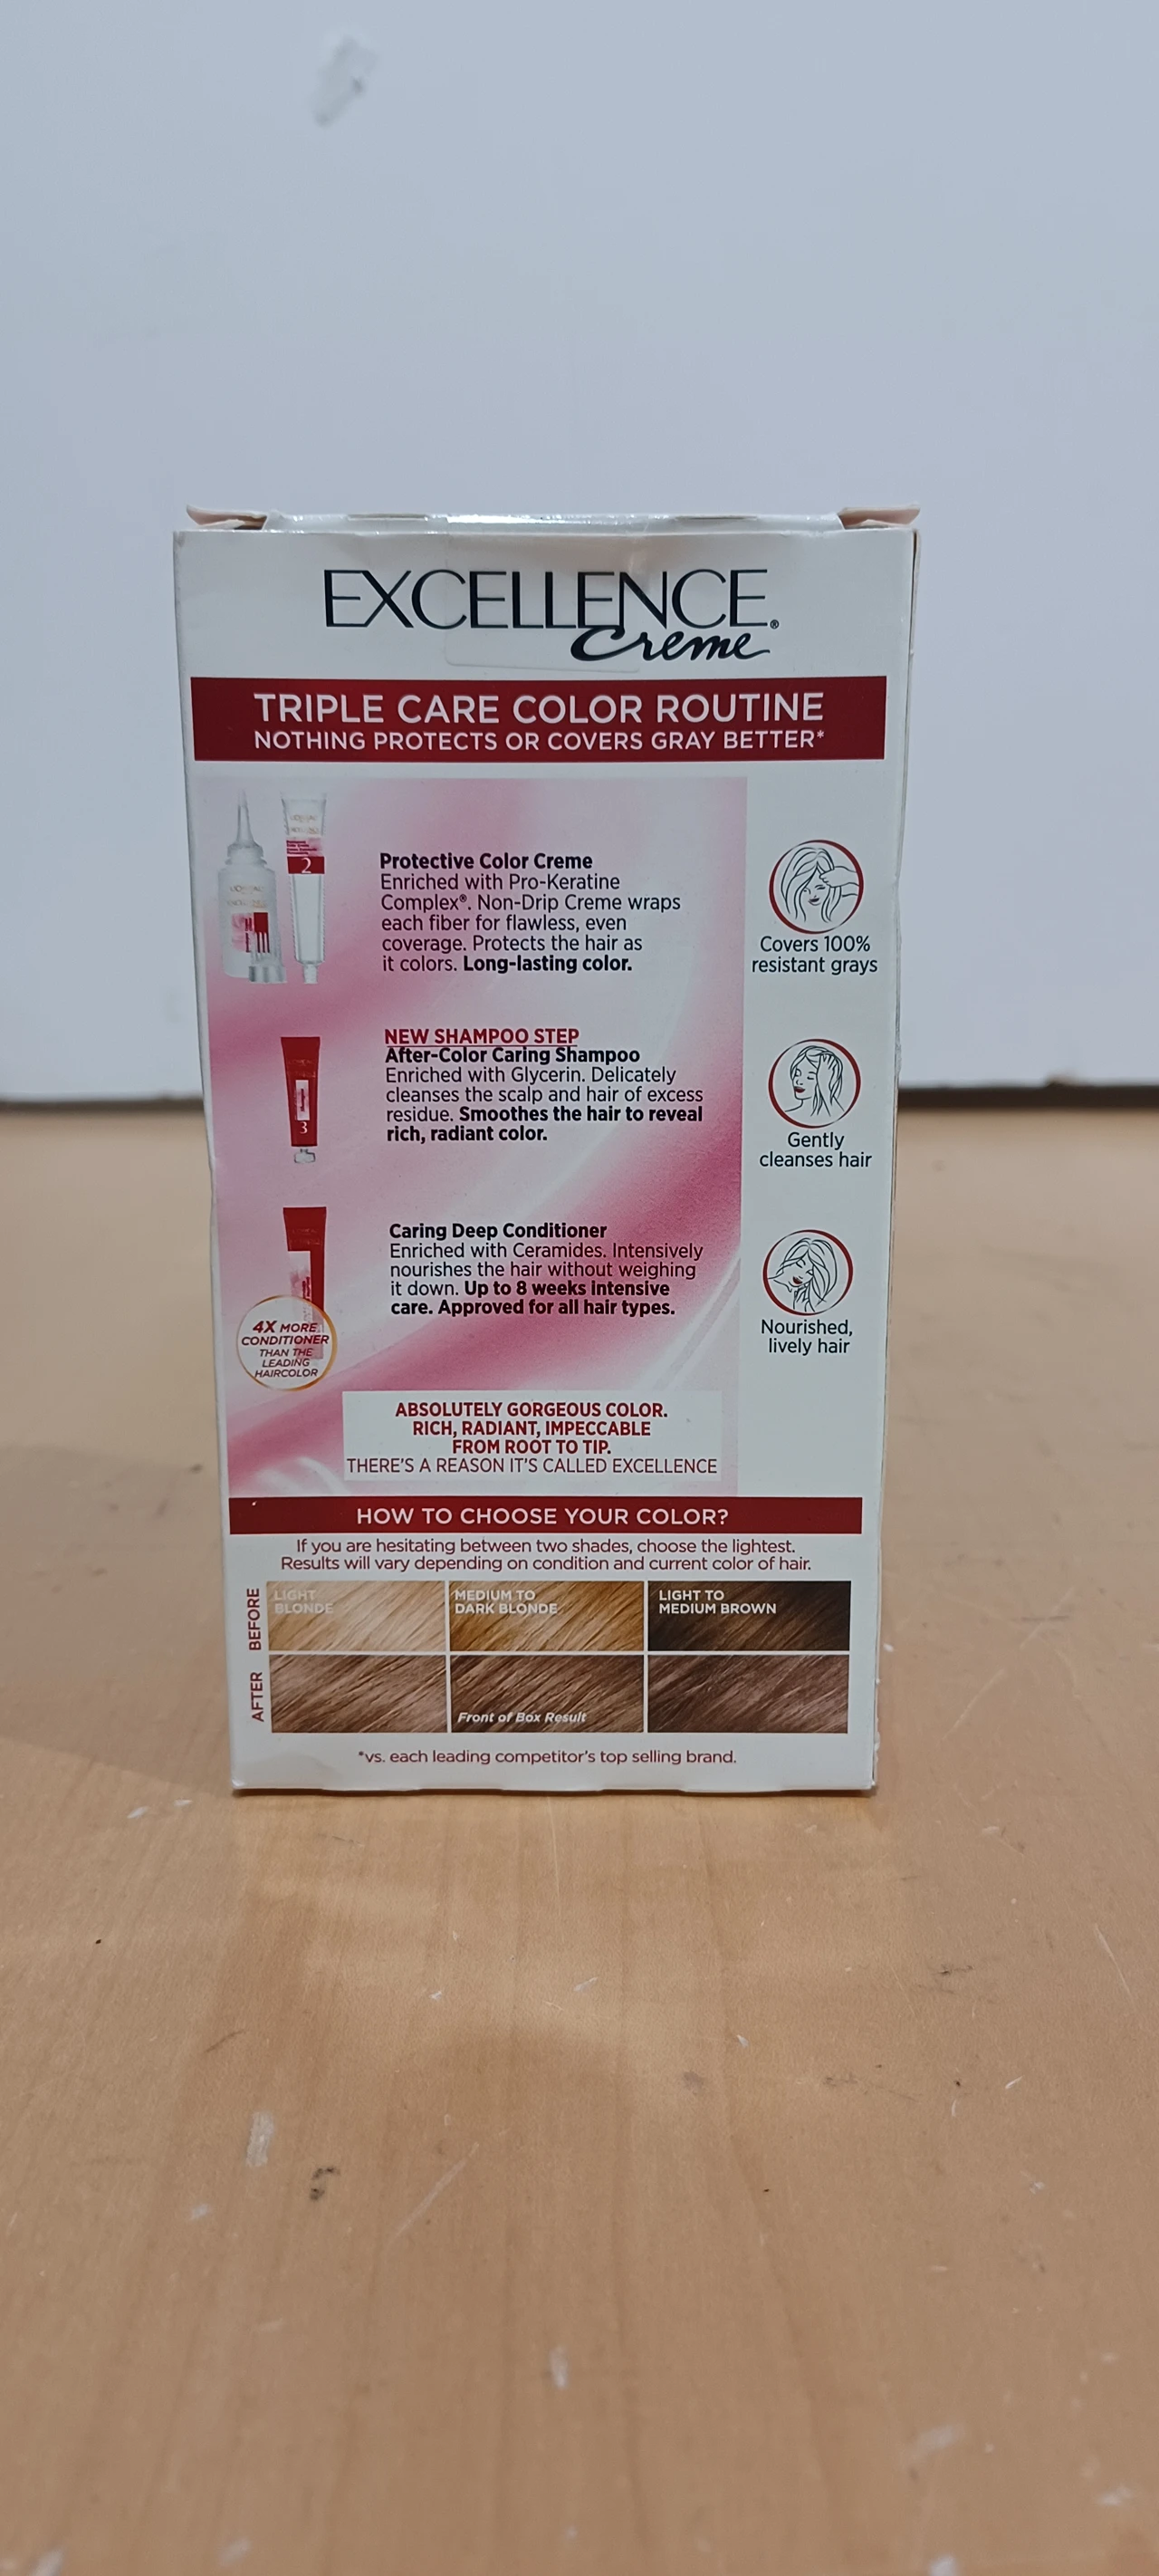 EXCELLENCE®
Creme
TRIPLE CARE COLOR ROUTINE
NOTHING PROTECTS OR COVERS GRAY BETTER*
2
Protective Color Creme
Enriched with Pro-Keratine
Complex®. Non-Drip Creme wraps
each fiber for flawless, even
coverage. Protects the hair as
it colors. Long-lasting color.
Covers 100%
resistant grays
NEW SHAMPOO STEP
After-Color Caring Shampoo
Enriched with Glycerin. Delicately
cleanses the scalp and hair of excess
residue. Smoothes the hair to reveal
rich, radiant color.
3
Gently
cleanses hair
Caring Deep Conditioner
Enriched with Ceramides. Intensively
nourishes the hair without weighing
it down. Up to 8 weeks intensive
care. Approved for all hair types.
4X MORE
CONDITIONER
THAN THE
LEADING
HAIRCOLOR
Nourished,
lively hair
ABSOLUTELY GORGEOUS COLOR.
RICH, RADIANT, IMPECCABLE
FROM ROOT TO TIP.
THERE'S A REASON IT'S CALLED EXCELLENCE
HOW TO CHOOSE YOUR COLOR?
If you are hesitating between two shades, choose the lightest.
Results will vary depending on condition and current color of hair.
BEFORE
LIGHT
BLONDE
MEDIUM TO
DARK BLONDE
LIGHT TO
MEDIUM BROWN
AFTER
Front of Box Result
*vs. each leading competitor's top selling brand.